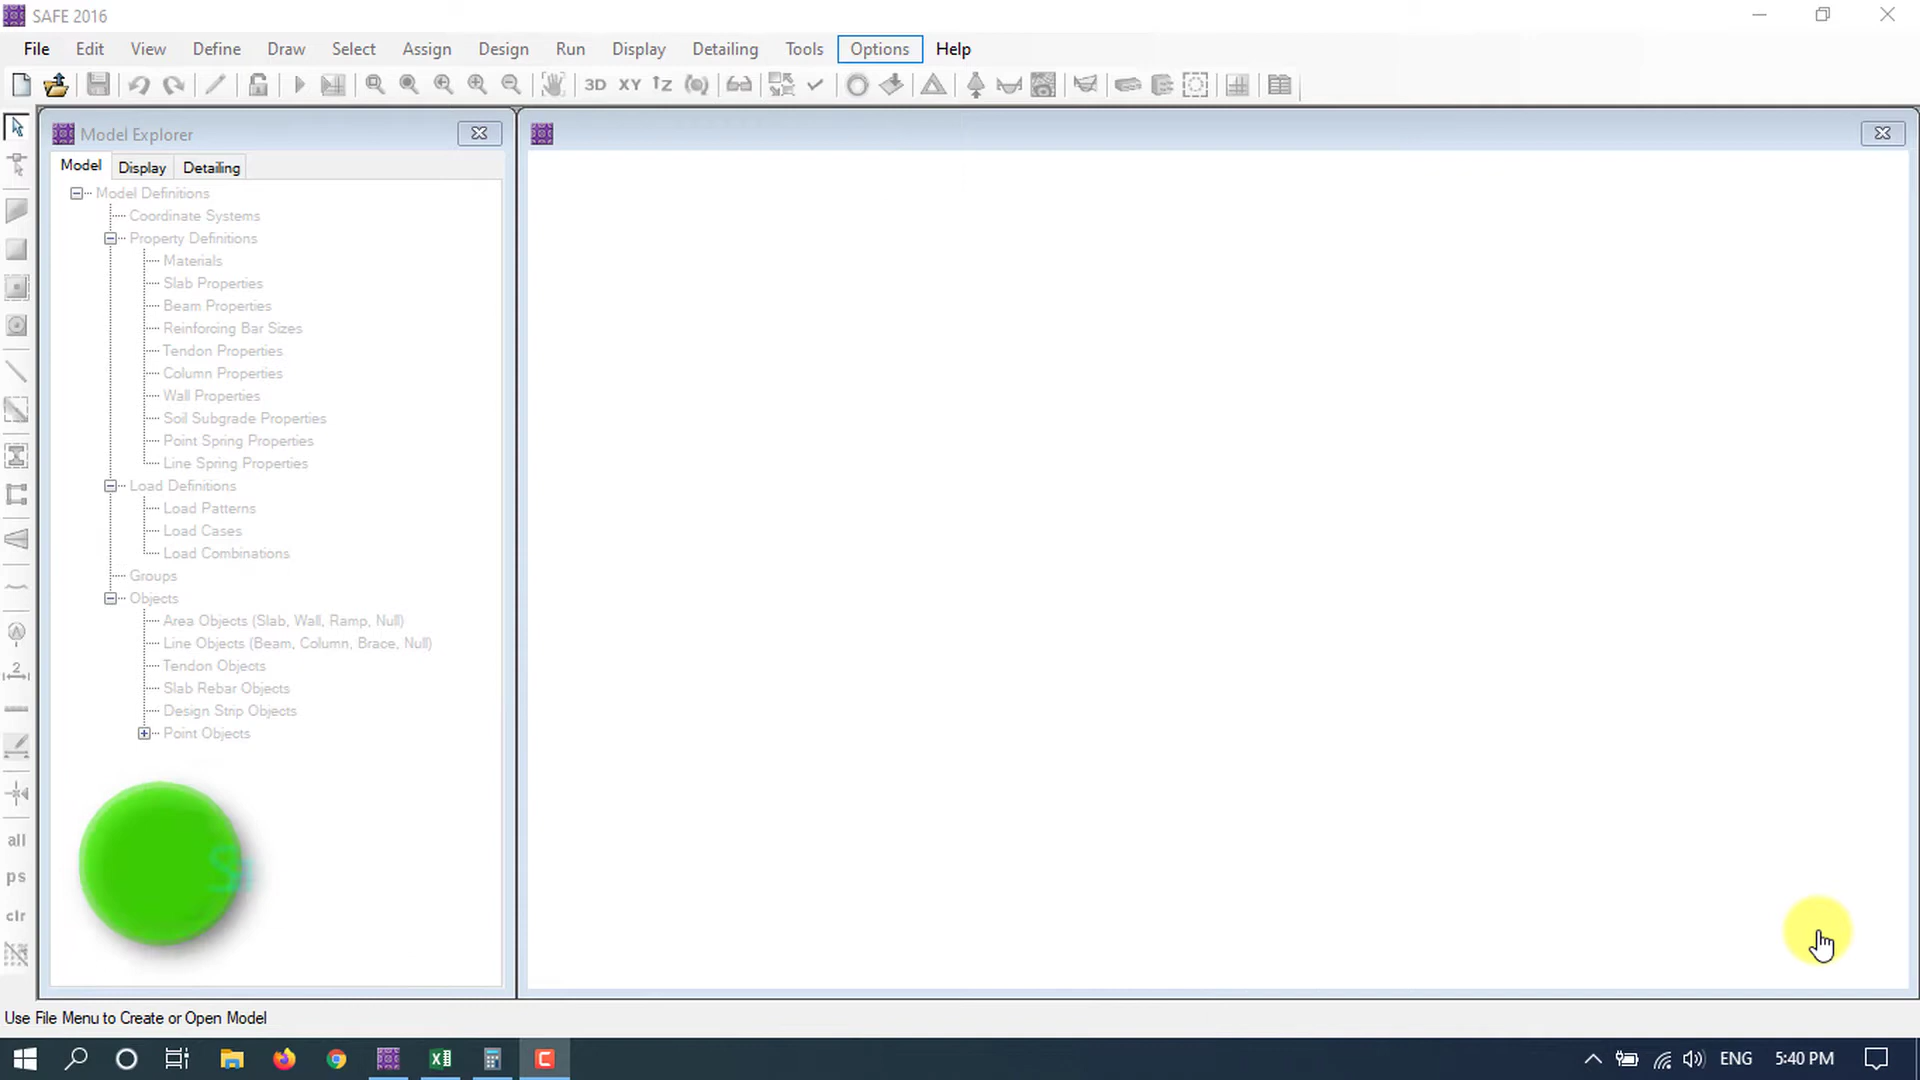 SAFE 2016
File Edit View Define Draw Select Assign Design Run Display Detailing Tools Options Help
3D XY
Model Explorer
Model Display Detailing
Model Definitions
Coordinate Systems
Property Definitions
Materials
Slab Properties
Beam Properties
Reinforcing Bar Sizes
Tendon Properties
Column Properties
Wall Properties
Soil Subgrade Properties
Point Spring Properties
Line Spring Properties
Load Definitions
Load Patterns
Load Cases
Load Combinations
Groups
Objects
Area Objects (Slab, Wall, Ramp, Null)
Line Objects (Beam, Column, Brace, Null)
Tendon Objects
Slab Rebar Objects
Design Strip Objects
Point Objects
all
ps
clr
Use File Menu to Create or Open Model
ENG 5:40 PM